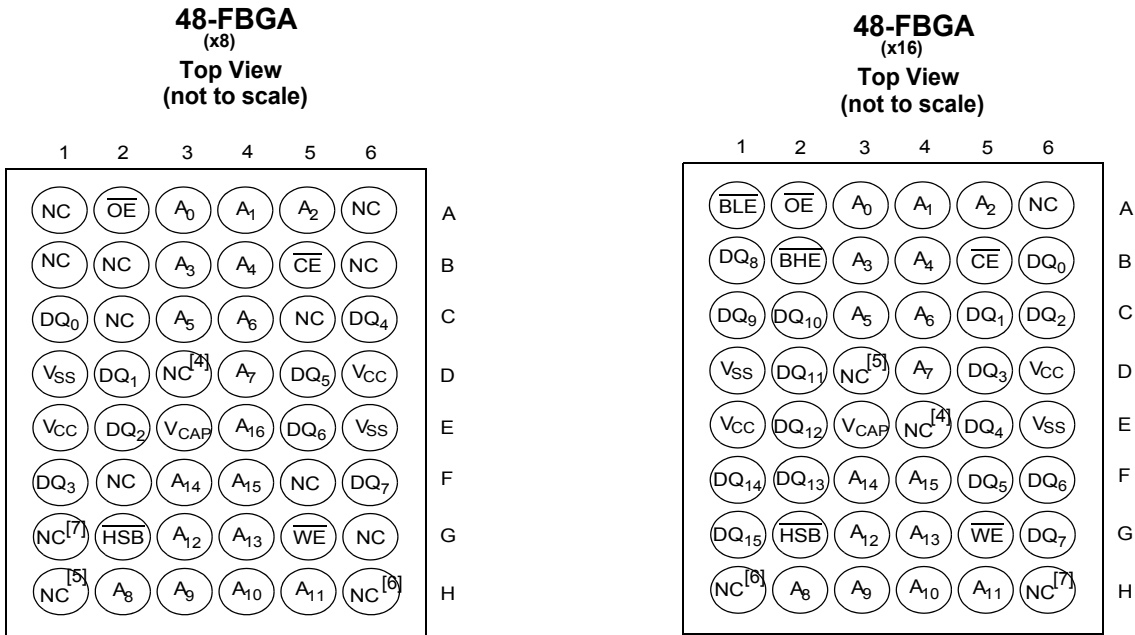 48-FBGA
(x8)
Top View
(not to scale)
1 2 3 4 5 6
NC OE A0 A1 A2 NC A
NC NC A3 A4 CE NC B
DQ0 NC A5 A6 NC DQ4 C
VSS DQ1 NC[4] A7 DQ5 VCC D
VCC DQ2 VCAP A16 DQ6 VSS E
DQ3 NC A14 A15 NC DQ7 F
NC[7] HSB A12 A13 WE NC G
NC[5] A8 A9 A10 A11 NC[6] H
48-FBGA
(x16)
Top View
(not to scale)
1 2 3 4 5 6
BLE OE A0 A1 A2 NC A
DQ8 BHE A3 A4 CE DQ0 B
DQ9 DQ10 A5 A6 DQ1 DQ2 C
VSS DQ11 NC[5] A7 DQ3 VCC D
VCC DQ12 VCAP NC[4] DQ4 VSS E
DQ14 DQ13 A14 A15 DQ5 DQ6 F
DQ15 HSB A12 A13 WE DQ7 G
NC[6] A8 A9 A10 A11 NC[7] H